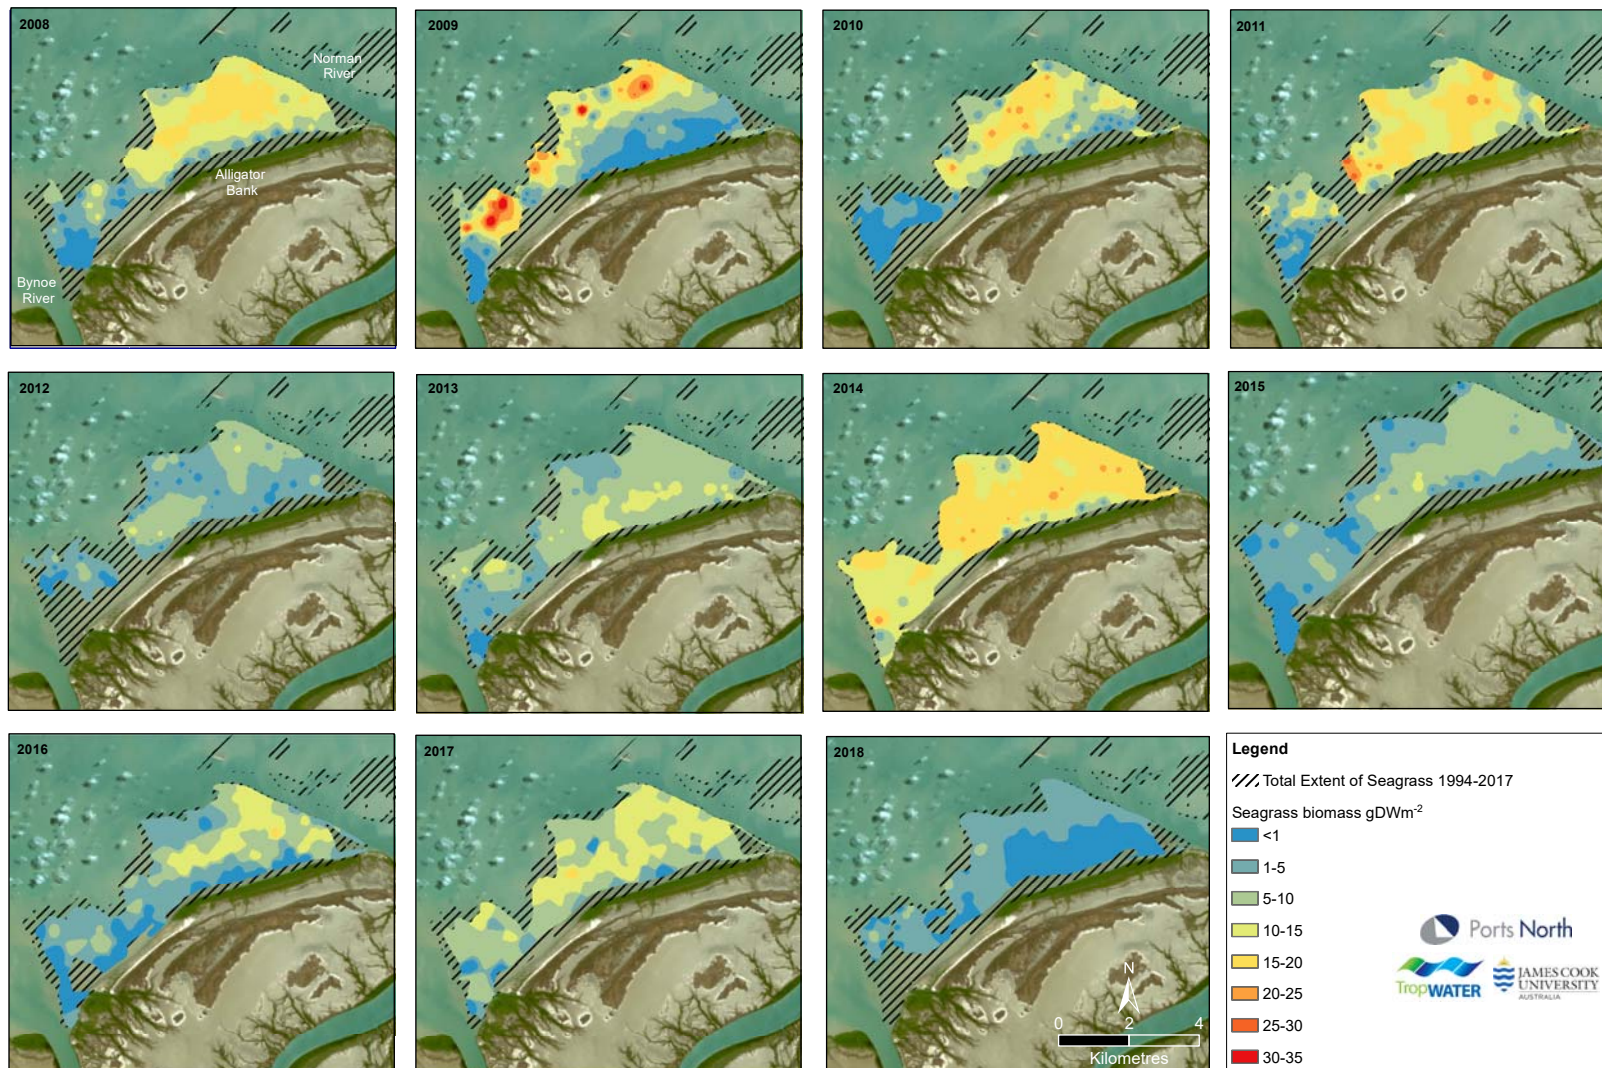 2008
Norman
River
Alligator
Bank
Bynoe
River
2009
2010
2011
2012
2013
2014
2015
2016
2017
2018
N
0 2 4
Kilometres
Legend
Total Extent of Seagrass 1994-2017
Seagrass biomass gDWm-2
<1
1-5
5-10
10-15
15-20
20-25
25-30
30-35
Ports North
TropWATER
JAMES COOK
UNIVERSITY
AUSTRALIA